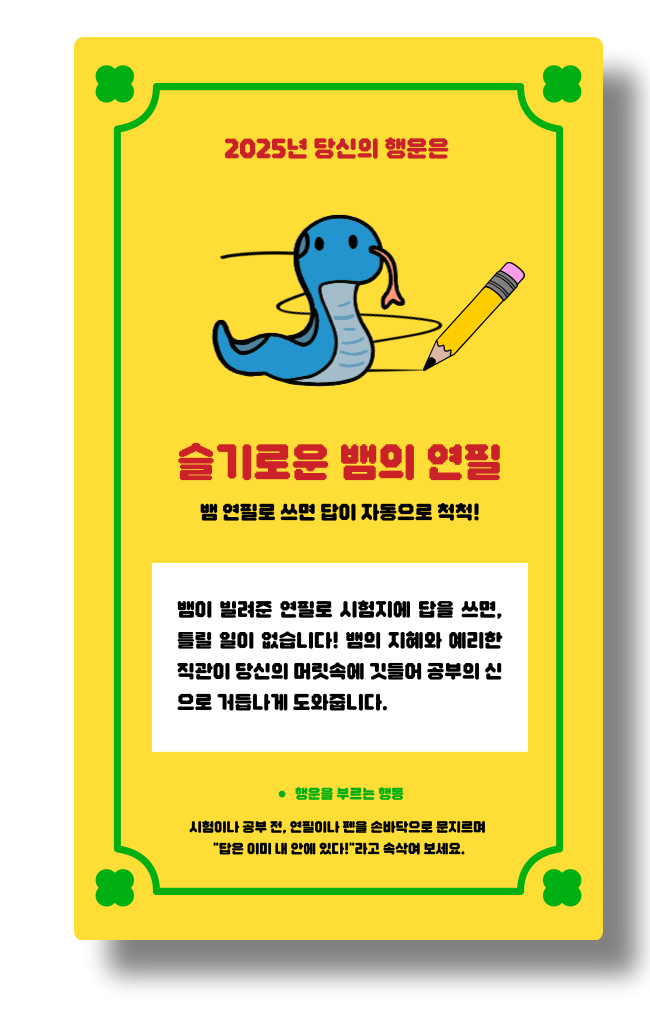 2025년 당신의 행운은
슬기로운 뱀의 연필
뱀 연필로 쓰면 답이 자동으로 척척!
뱀이 빌려준 연필로 시험지에 답을 쓰면,
틀릴 일이 없습니다! 뱀의 지혜와 예리한
직관이 당신의 머릿속에 깃들어 공부의 신
으로 거듭나게 도와줍니다.
• 행운을 부르는 행동
시험이나 공부 전, 연필이나 펜을 손바닥으로 문지르며
"답은 이미 내 안에 있다!"라고 속삭여 보세요.